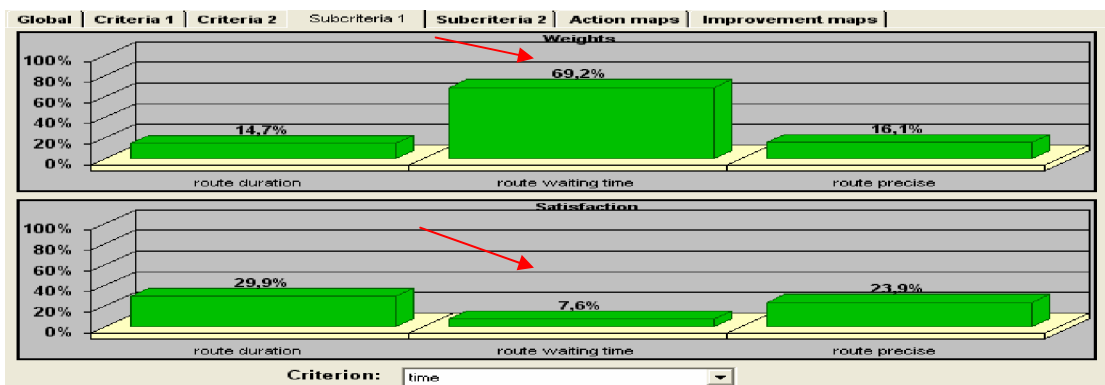 Global Criteria 1 Criteria 2 Subcriteria 1 Subcriteria 2 Action maps Improvement maps
Weights
100%
80%
60%
40%
20%
0%
14,7% 69,2% 16,1%
route duration route waiting time route precise
Satisfaction
100%
80%
60%
40%
20%
0%
29,9% 7,6% 23,9%
route duration route waiting time route precise
Criterion: time